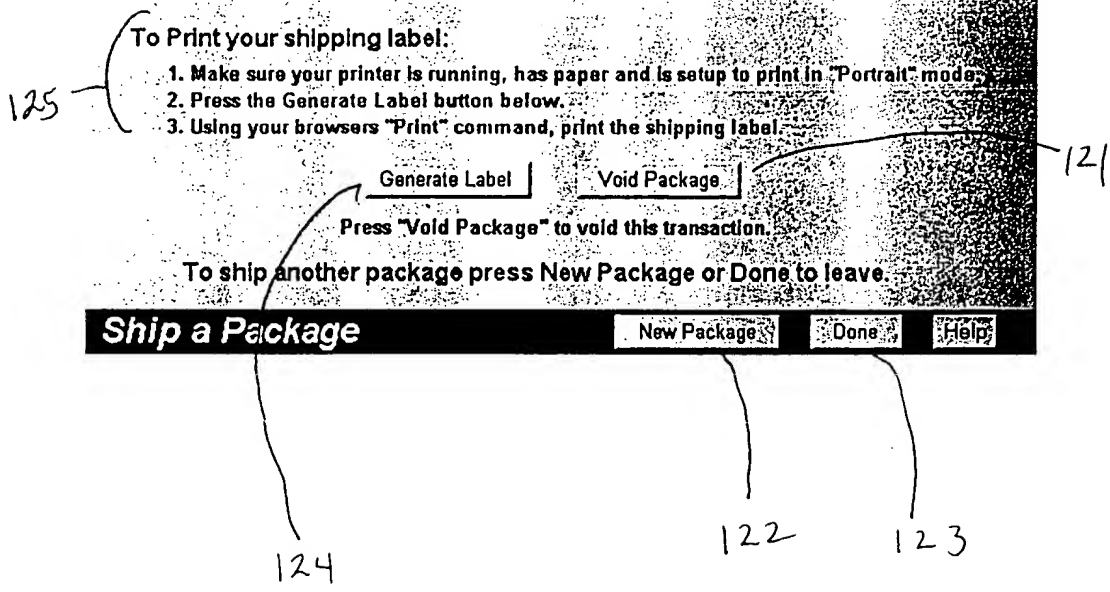 To Print your shipping label:
1. Make sure your printer is running, has paper and is setup to print in "Portrait" mode.
2. Press the Generate Label button below.
125
3. Using your browsers "Print" command, print the shipping label.
121
Generate Label Void Package
Press "Void Package" to void this transaction.
To ship another package press New Package or Done to leave.
Ship a Package New Package Done Help
122 123
124